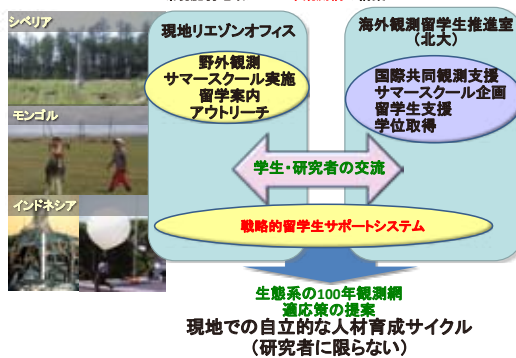 シベリア
モンゴル
インドネシア
現地リエゾンオフィス
野外観測
サマースクール実施
留学案内
アウトリーチ
海外観測留学生推進室
(北大)
国際共同観測支援
サマースクール企画
留学生支援
学位取得
学生・研究者の交流
戦略的留学生サポートシステム
生態系の100年観測網
適応策の提案
現地での自立的な人材育成サイクル
(研究者に限らない)